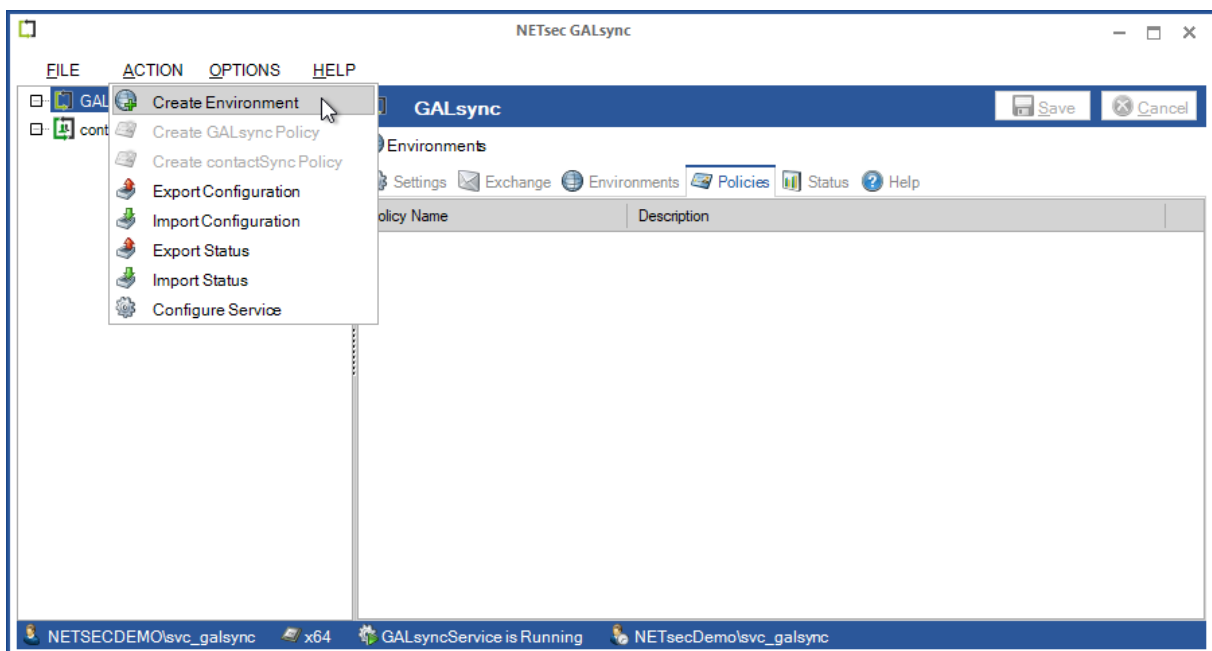 NETsec GALsync
FILE ACTION OPTIONS HELP
GAL
Create Environment
GALsync
Save
Cancel
cont
Create GALsync Policy
Environments
Create contactSync Policy
Settings Exchange Environments Policies Status Help
Export Configuration
Import Configuration
olicy Name Description
Export Status
Import Status
Configure Service
NETSECDEMO\svc_galsync x64 GALsyncService is Running NETsecDemo\svc_galsync